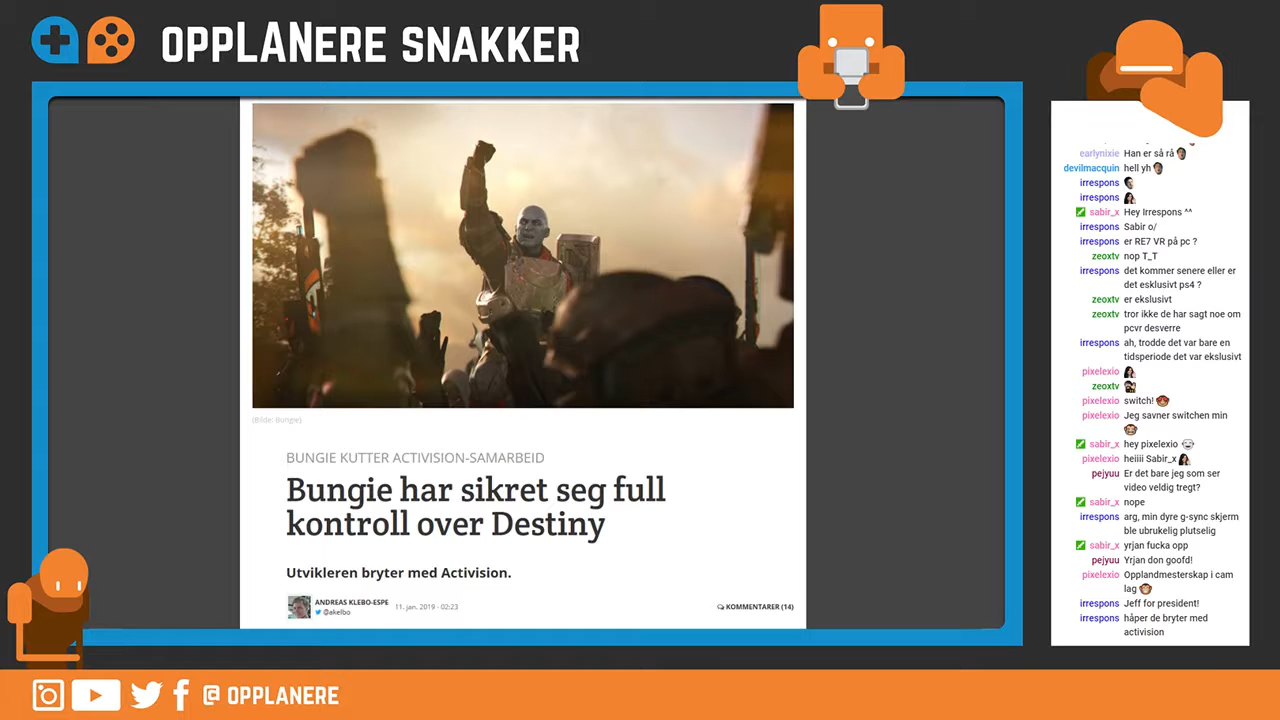 OPPLANERE SNAKKER
(Bilde: Bungie)
BUNGIE KUTTER ACTIVISION-SAMARBEID
Bungie har sikret seg full
kontroll over Destiny
Utvikleren bryter med Activision.
ANDREAS KLEBO-ESPE
@akelbo
11. jan. 2019 - 02:23
KOMMENTARER (14)
earlynixie Han er så rå
devilmacquin hell yh
irrespons
irrespons
sabir_x Hey Irrespons ^^
irrespons Sabir o/
irrespons er RE7 VR på pc ?
zeoxtv nop T_T
irrespons det kommer senere eller er
det esklusivt ps4 ?
zeoxtv er ekslusivt
zeoxtv tror ikke de har sagt noe om
pcvr desverre
irrespons ah, trodde det var bare en
tidsperiode det var ekslusivt
pixelexio
zeoxtv
pixelexio switch!
pixelexio Jeg savner switchen min
sabir_x hey pixelexio
pixelexio heiiii Sabir_x
pejyuu Er det bare jeg som ser
video veldig tregt?
sabir_x nope
irrespons arg, min dyre g-sync skjerm
ble ubrukelig plutselig
sabir_x yrjan fucka opp
pejyuu Yrjan don goofd!
pixelexio Opplandmesterskap i cam
lag
irrespons Jeff for president!
irrespons håper de bryter med
activision
@ OPPLANERE